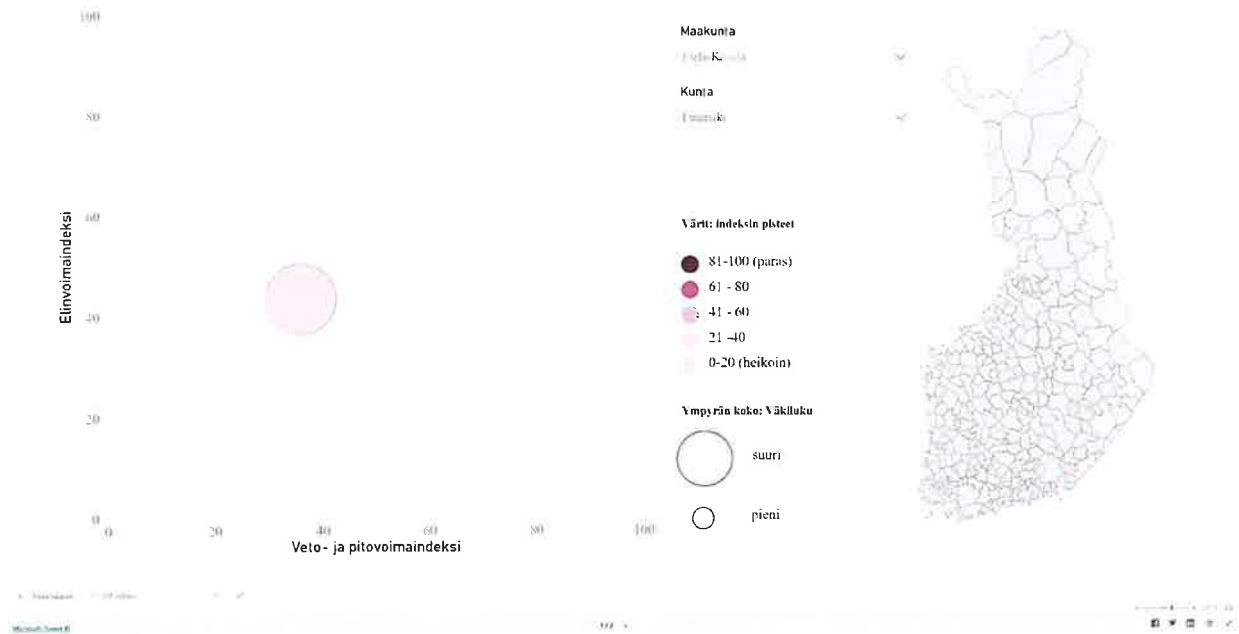 100
80
60
40
20
0
0 20 40 60 80 100
Elinvoimaindeksi
Veto- ja pitovoimaindeksi
Maakunta
Kunta
Värit: indeksin pisteet
81-100 (paras)
61 - 80
41 - 60
21 -40
0-20 (heikoin)
Ympyrän koko: Väkiluku
suuri
pieni